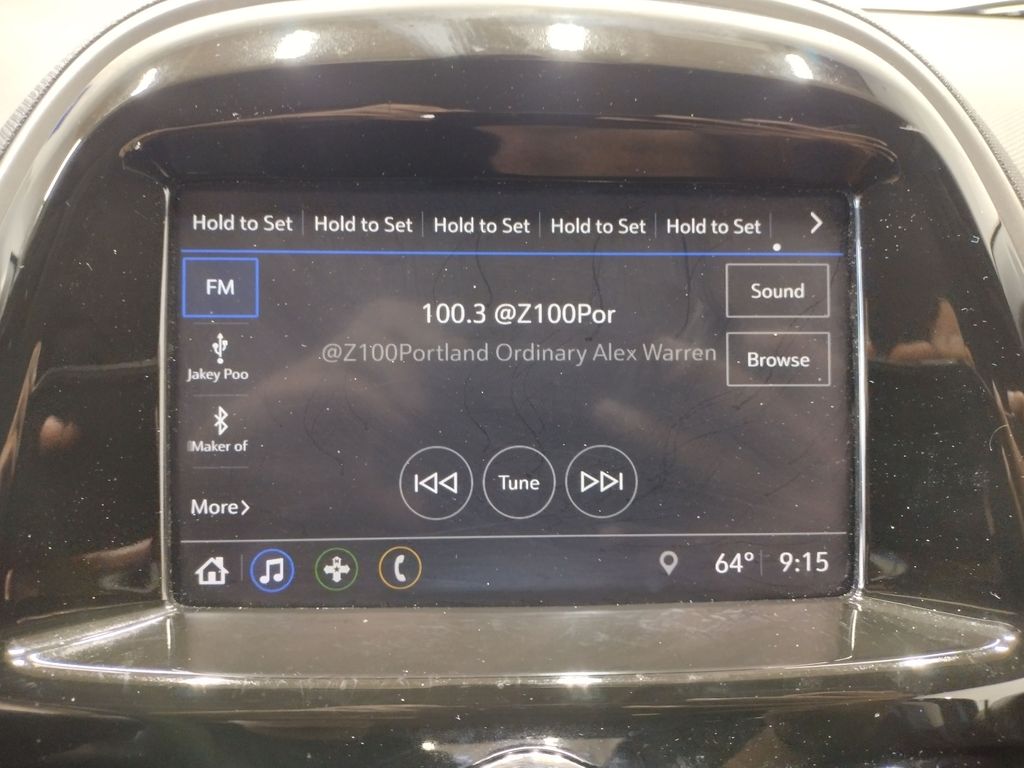 Hold to Set Hold to Set Hold to Set Hold to Set Hold to Set
FM
Sound
100.3 @Z100Por
@Z100Portland Ordinary Alex Warren
Browse
Jakey Poo
Maker of
Tune
More
64° 9:15